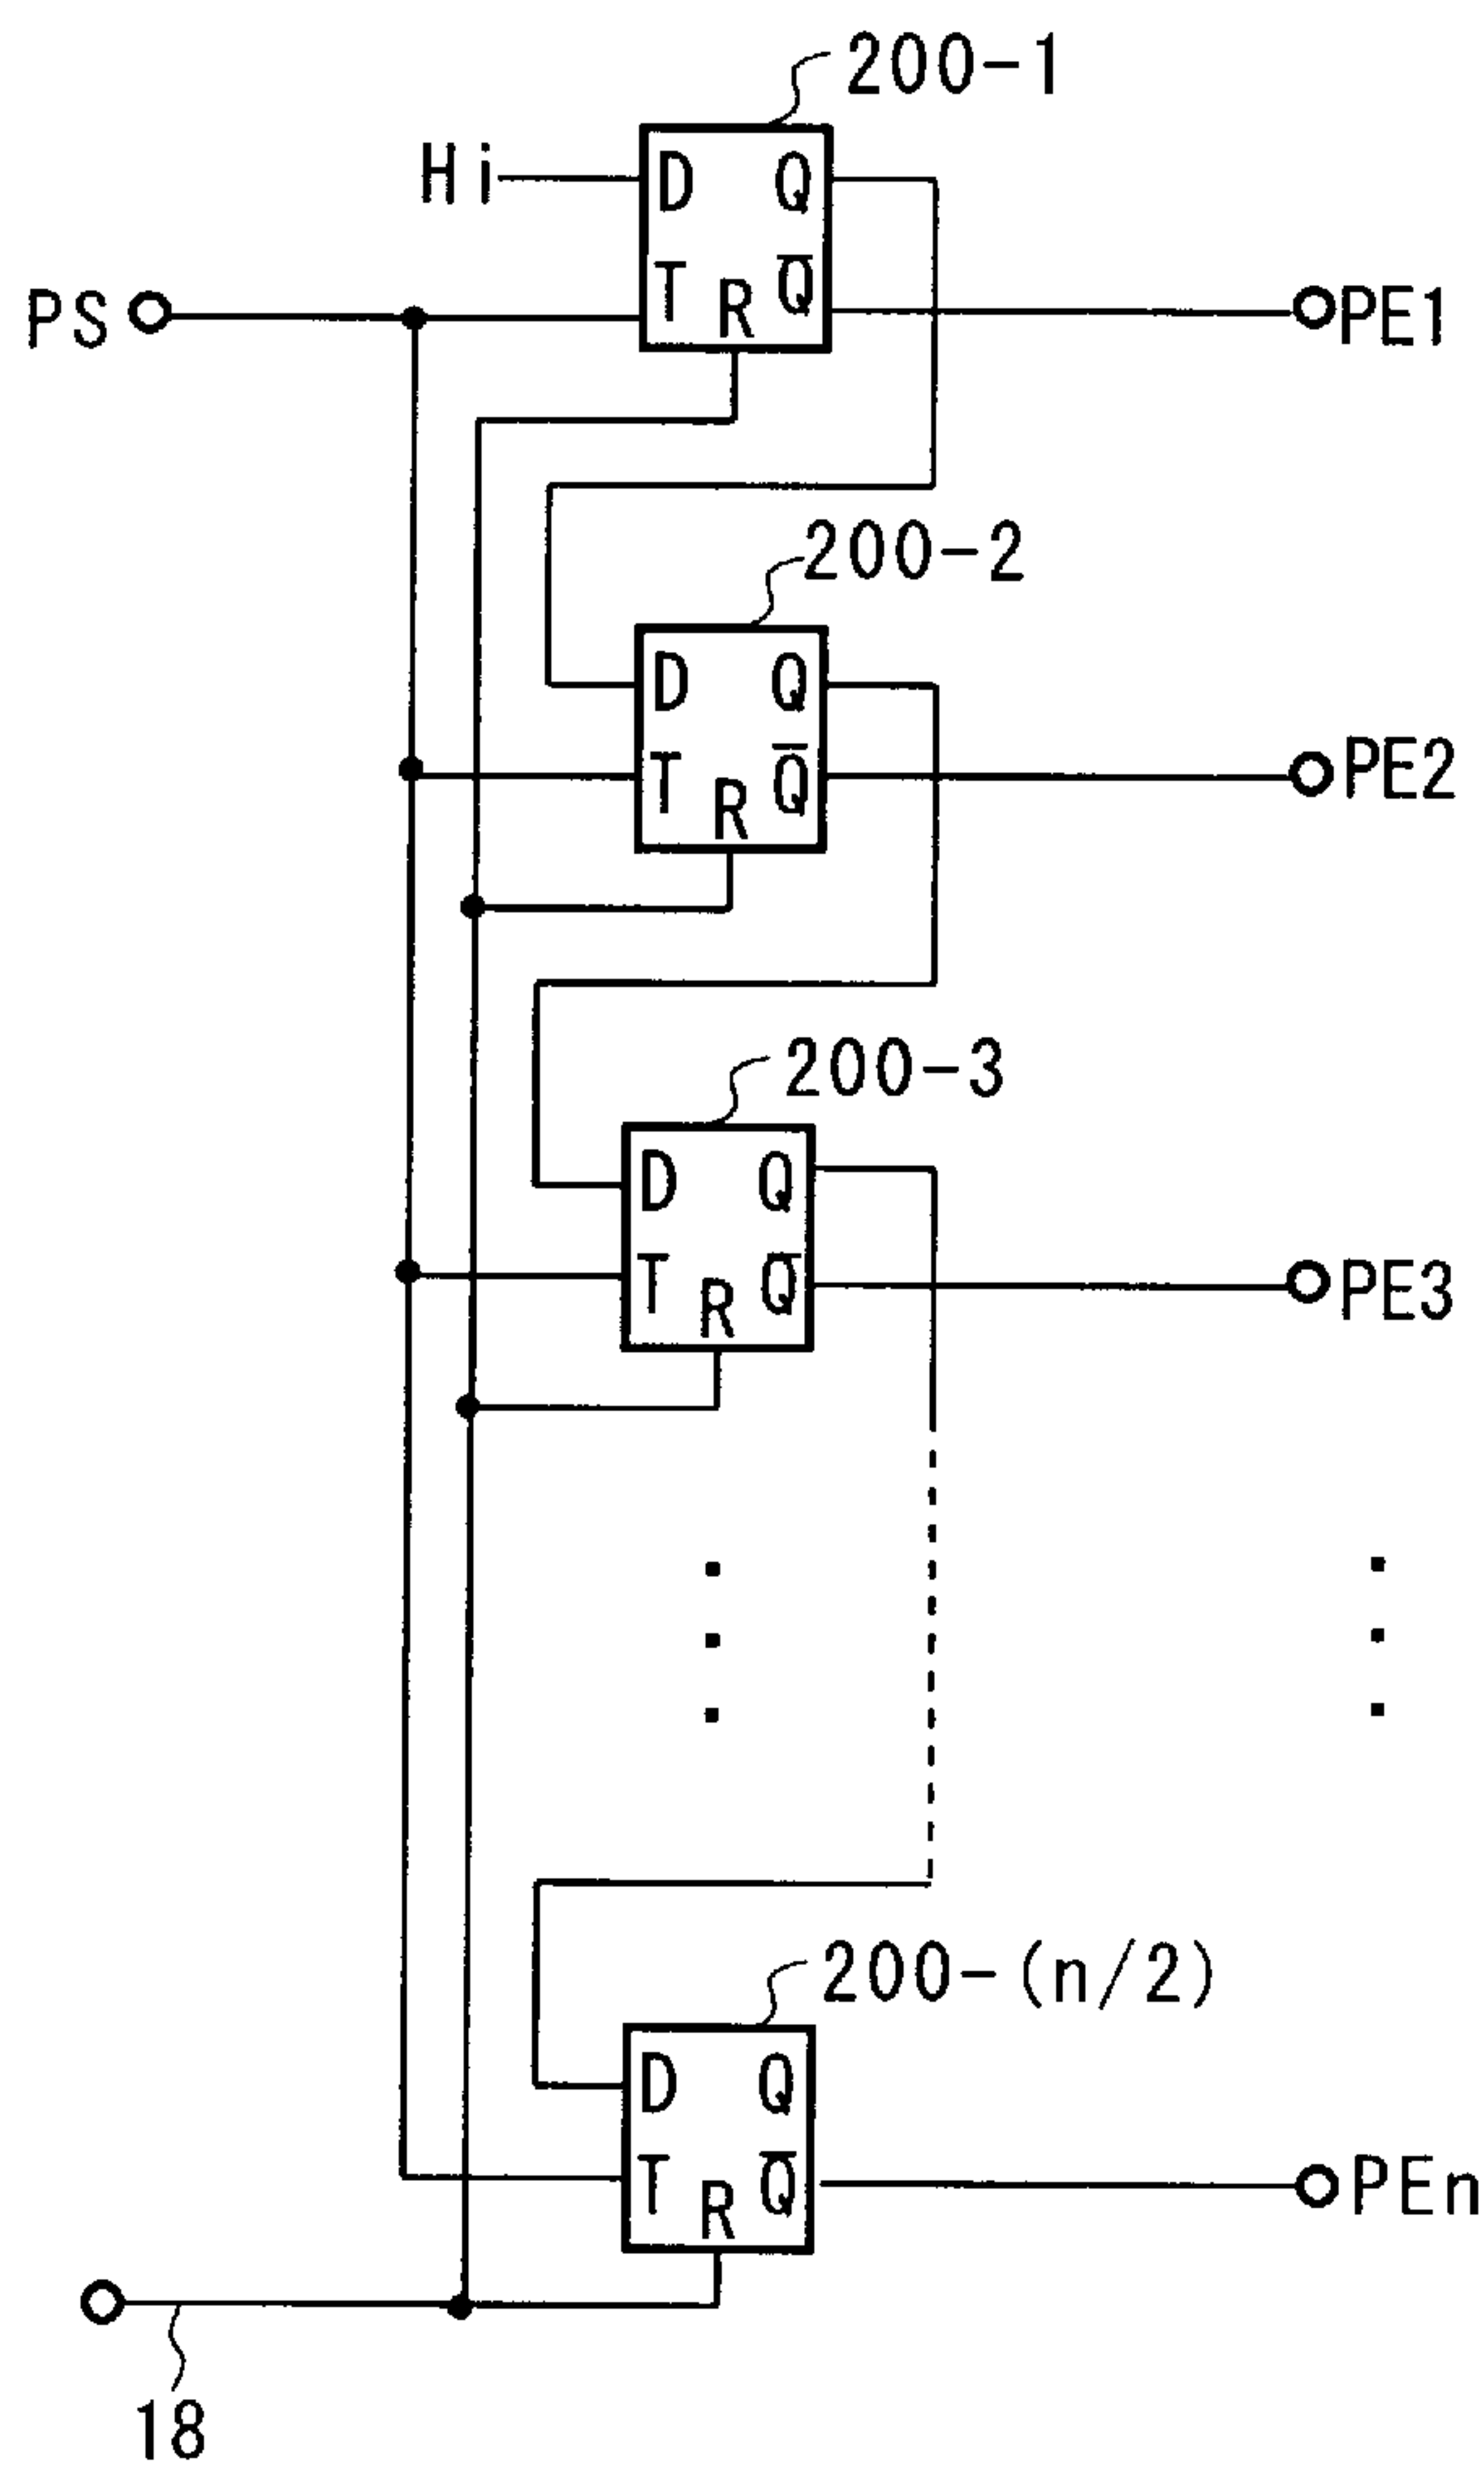 200-1
Hi
D Q
T R Q̅
PS
PE1
200-2
D Q
T R Q̅
PE2
200-3
D Q
T R Q̅
PE3
200-(n/2)
D Q
T R Q̅
PEn
18